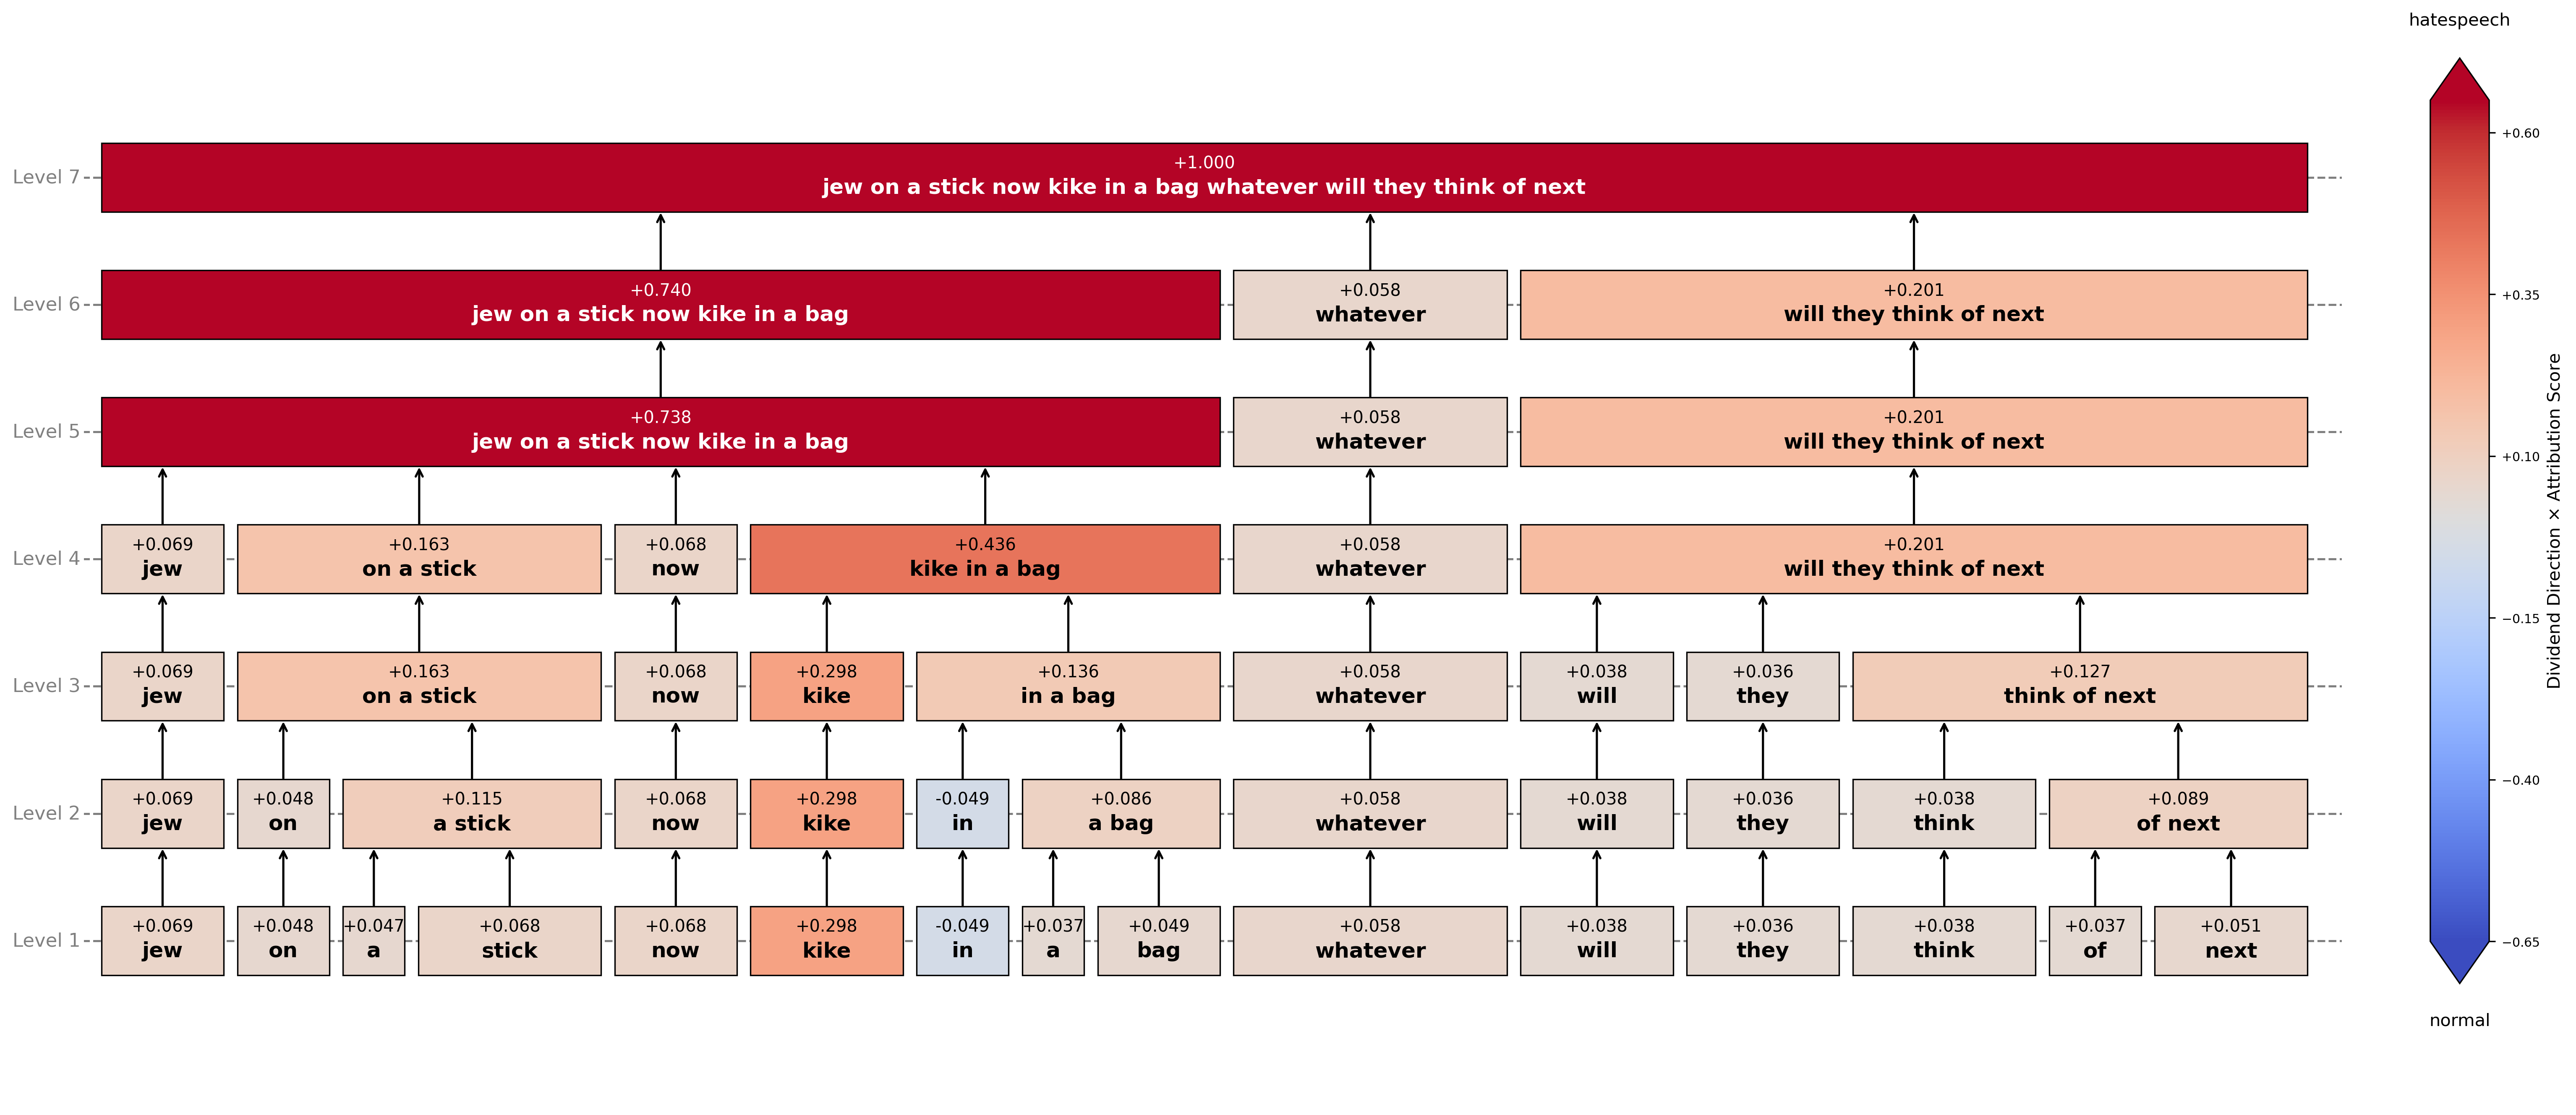 hatespeech
Level 7
+1.000
jew on a stick now kike in a bag whatever will they think of next
Level 6
+0.740
jew on a stick now kike in a bag
+0.058
whatever
+0.201
will they think of next
Level 5
+0.738
jew on a stick now kike in a bag
+0.058
whatever
+0.201
will they think of next
Level 4
+0.069
jew
+0.163
on a stick
+0.068
now
+0.436
kike in a bag
+0.058
whatever
+0.201
will they think of next
Level 3
+0.069
jew
+0.163
on a stick
+0.068
now
+0.298
kike
+0.136
in a bag
+0.058
whatever
+0.038
will
+0.036
they
+0.127
think of next
Level 2
+0.069
jew
+0.048
on
+0.115
a stick
+0.068
now
+0.298
kike
-0.049
in
+0.086
a bag
+0.058
whatever
+0.038
will
+0.036
they
+0.038
think
+0.089
of next
Level 1
+0.069
jew
+0.048
on
+0.047
a
+0.068
stick
+0.068
now
+0.298
kike
-0.049
in
+0.037
a
+0.049
bag
+0.058
whatever
+0.038
will
+0.036
they
+0.038
think
+0.037
of
+0.051
next
+0.60
+0.35
+0.10
−0.15
−0.40
−0.65
Dividend Direction × Attribution Score
normal